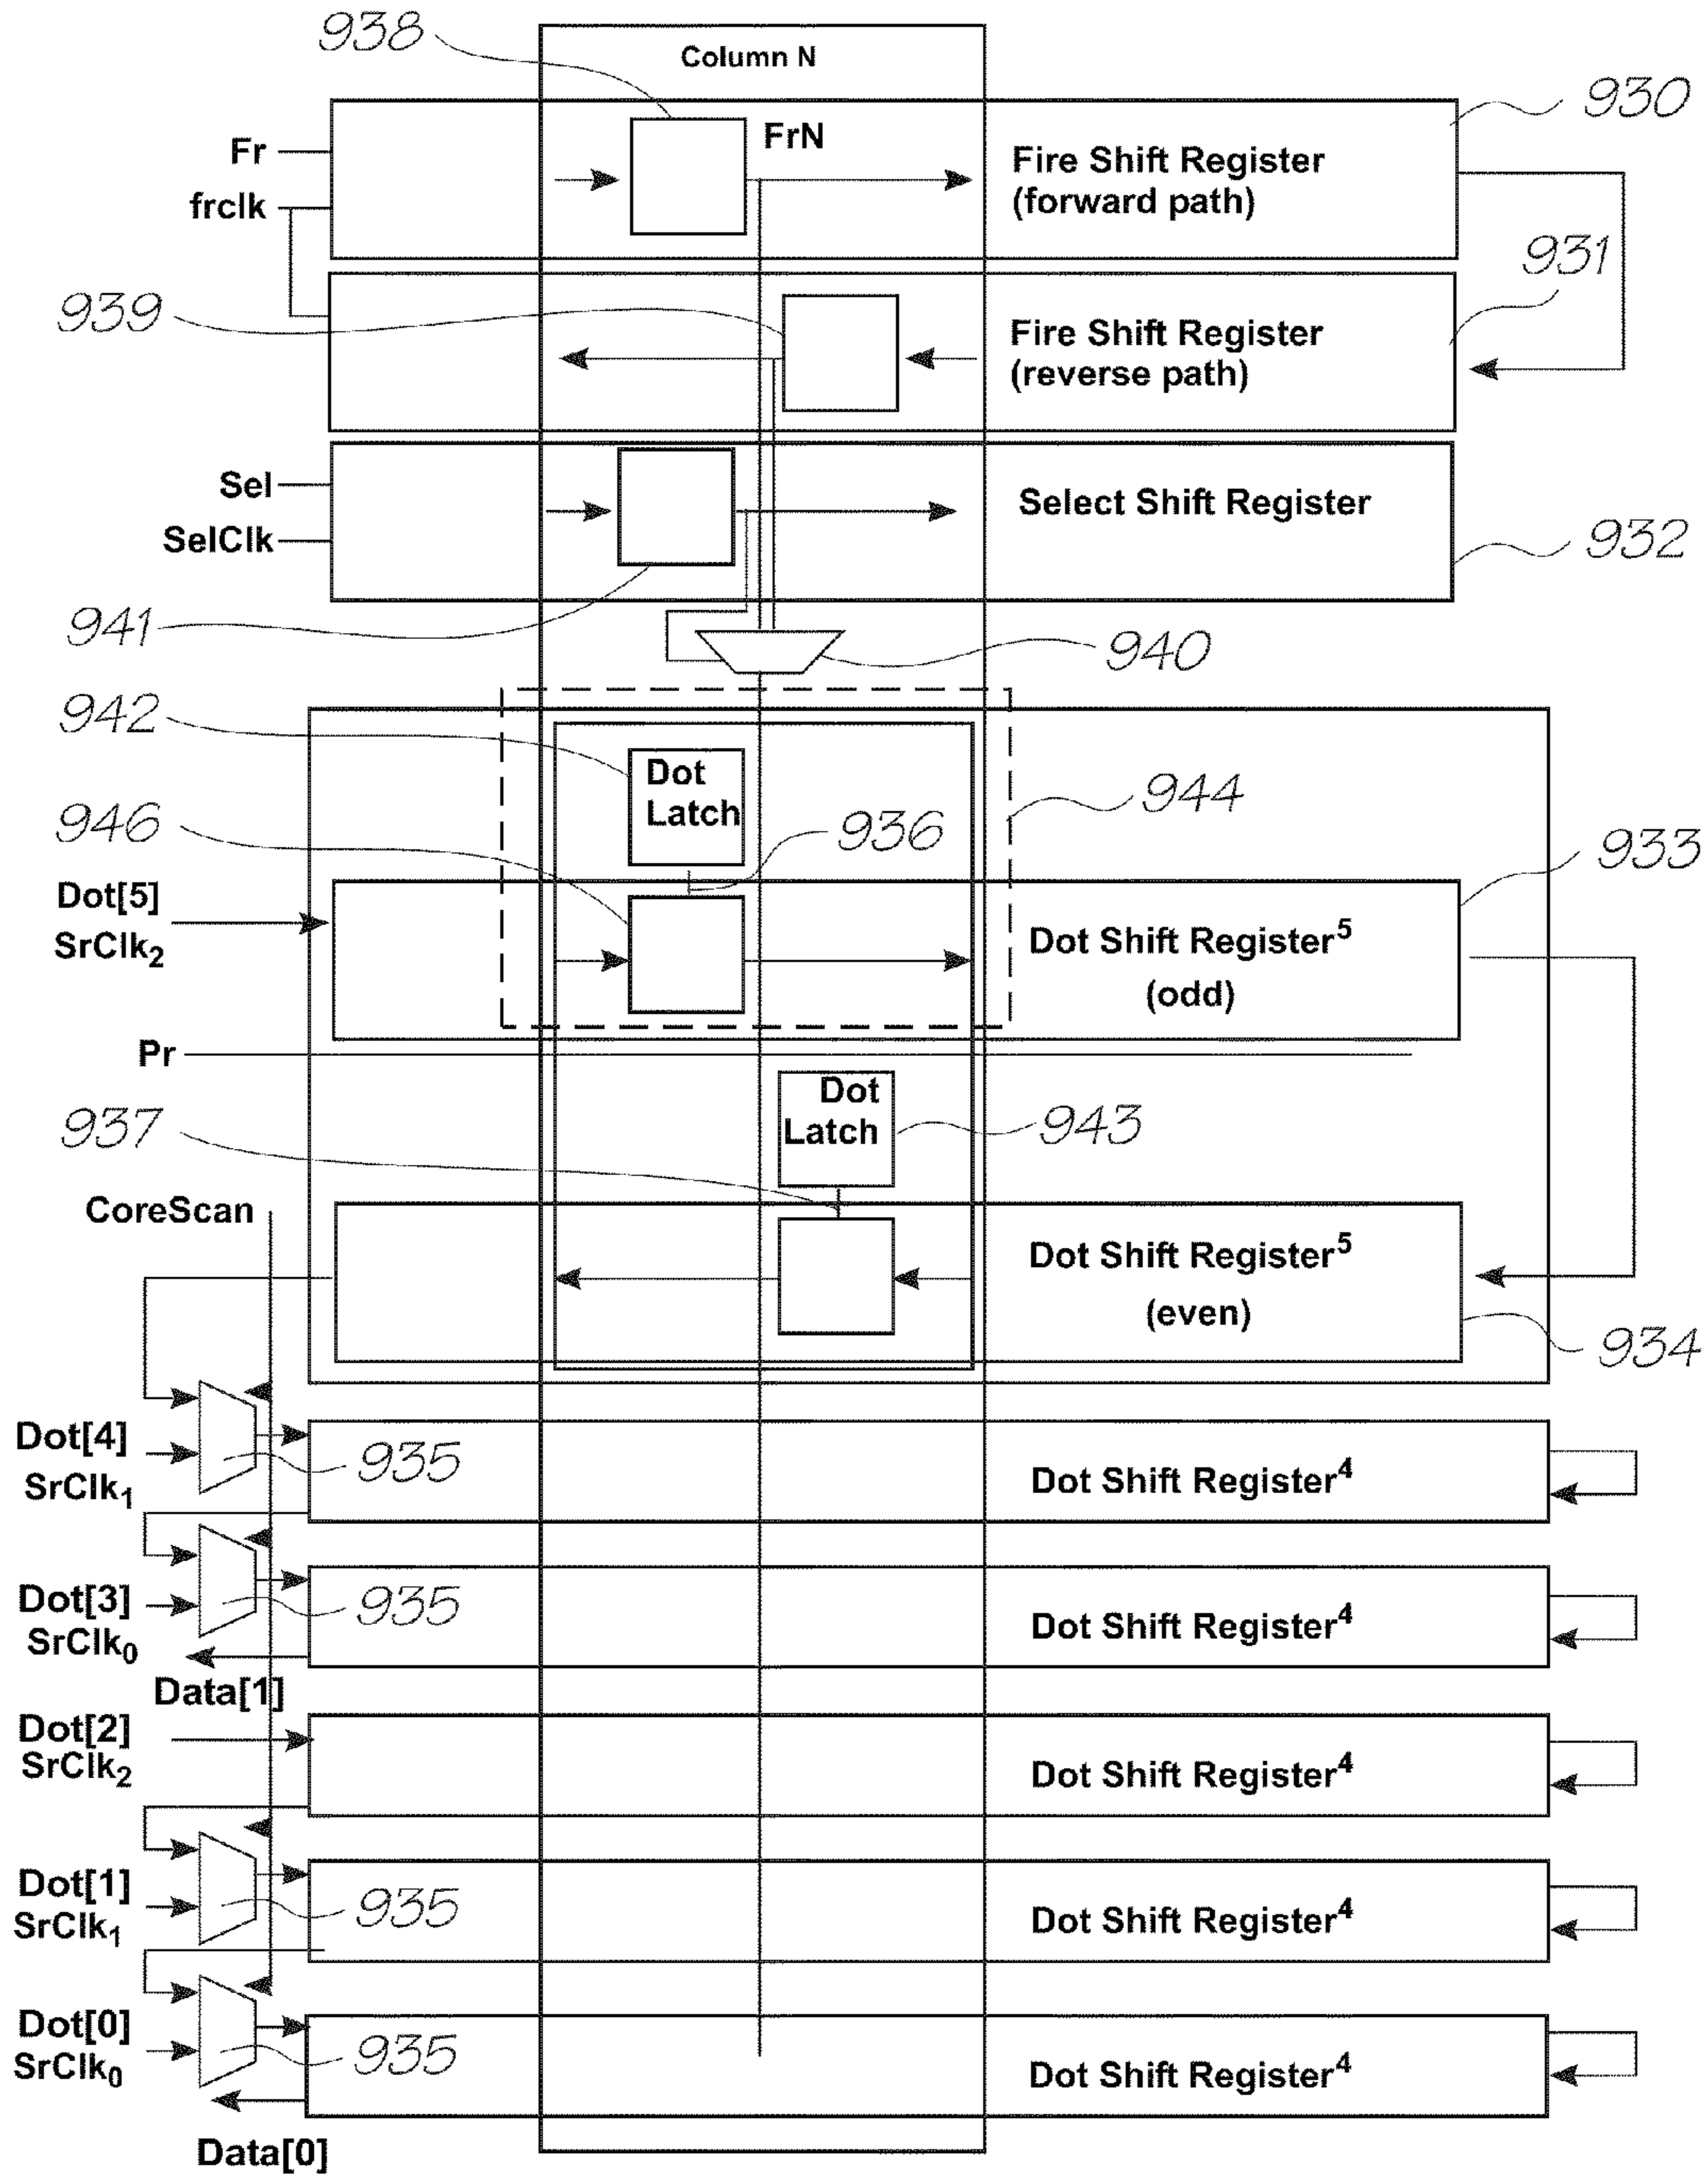 938
Column N
930
Fr
FrN
Fire Shift Register
(forward path)
frclk
931
939
Fire Shift Register
(reverse path)
Sel
Select Shift Register
SelClk
932
941
940
942
Dot
Latch
944
946
936
933
Dot[5]
SrClk2
Dot Shift Register5
(odd)
Pr
Dot
Latch
937
943
CoreScan
Dot Shift Register5
(even)
934
Dot[4]
SrClk1
935
Dot Shift Register4
Dot[3]
SrClk0
935
Dot Shift Register4
Data[1]
Dot[2]
SrClk2
Dot Shift Register4
Dot[1]
SrClk1
935
Dot Shift Register4
Dot[0]
SrClk0
935
Dot Shift Register4
Data[0]